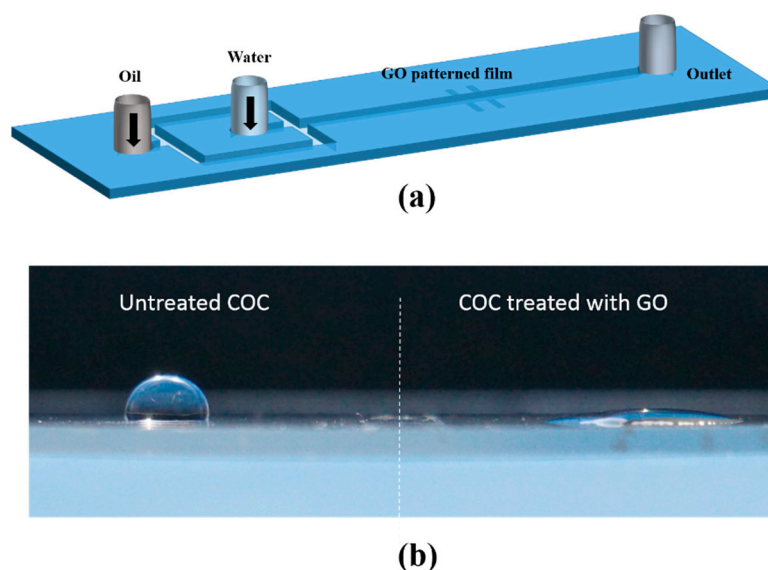 Oil
Water
GO patterned film
Outlet
(a)
Untreated COC
COC treated with GO
(b)